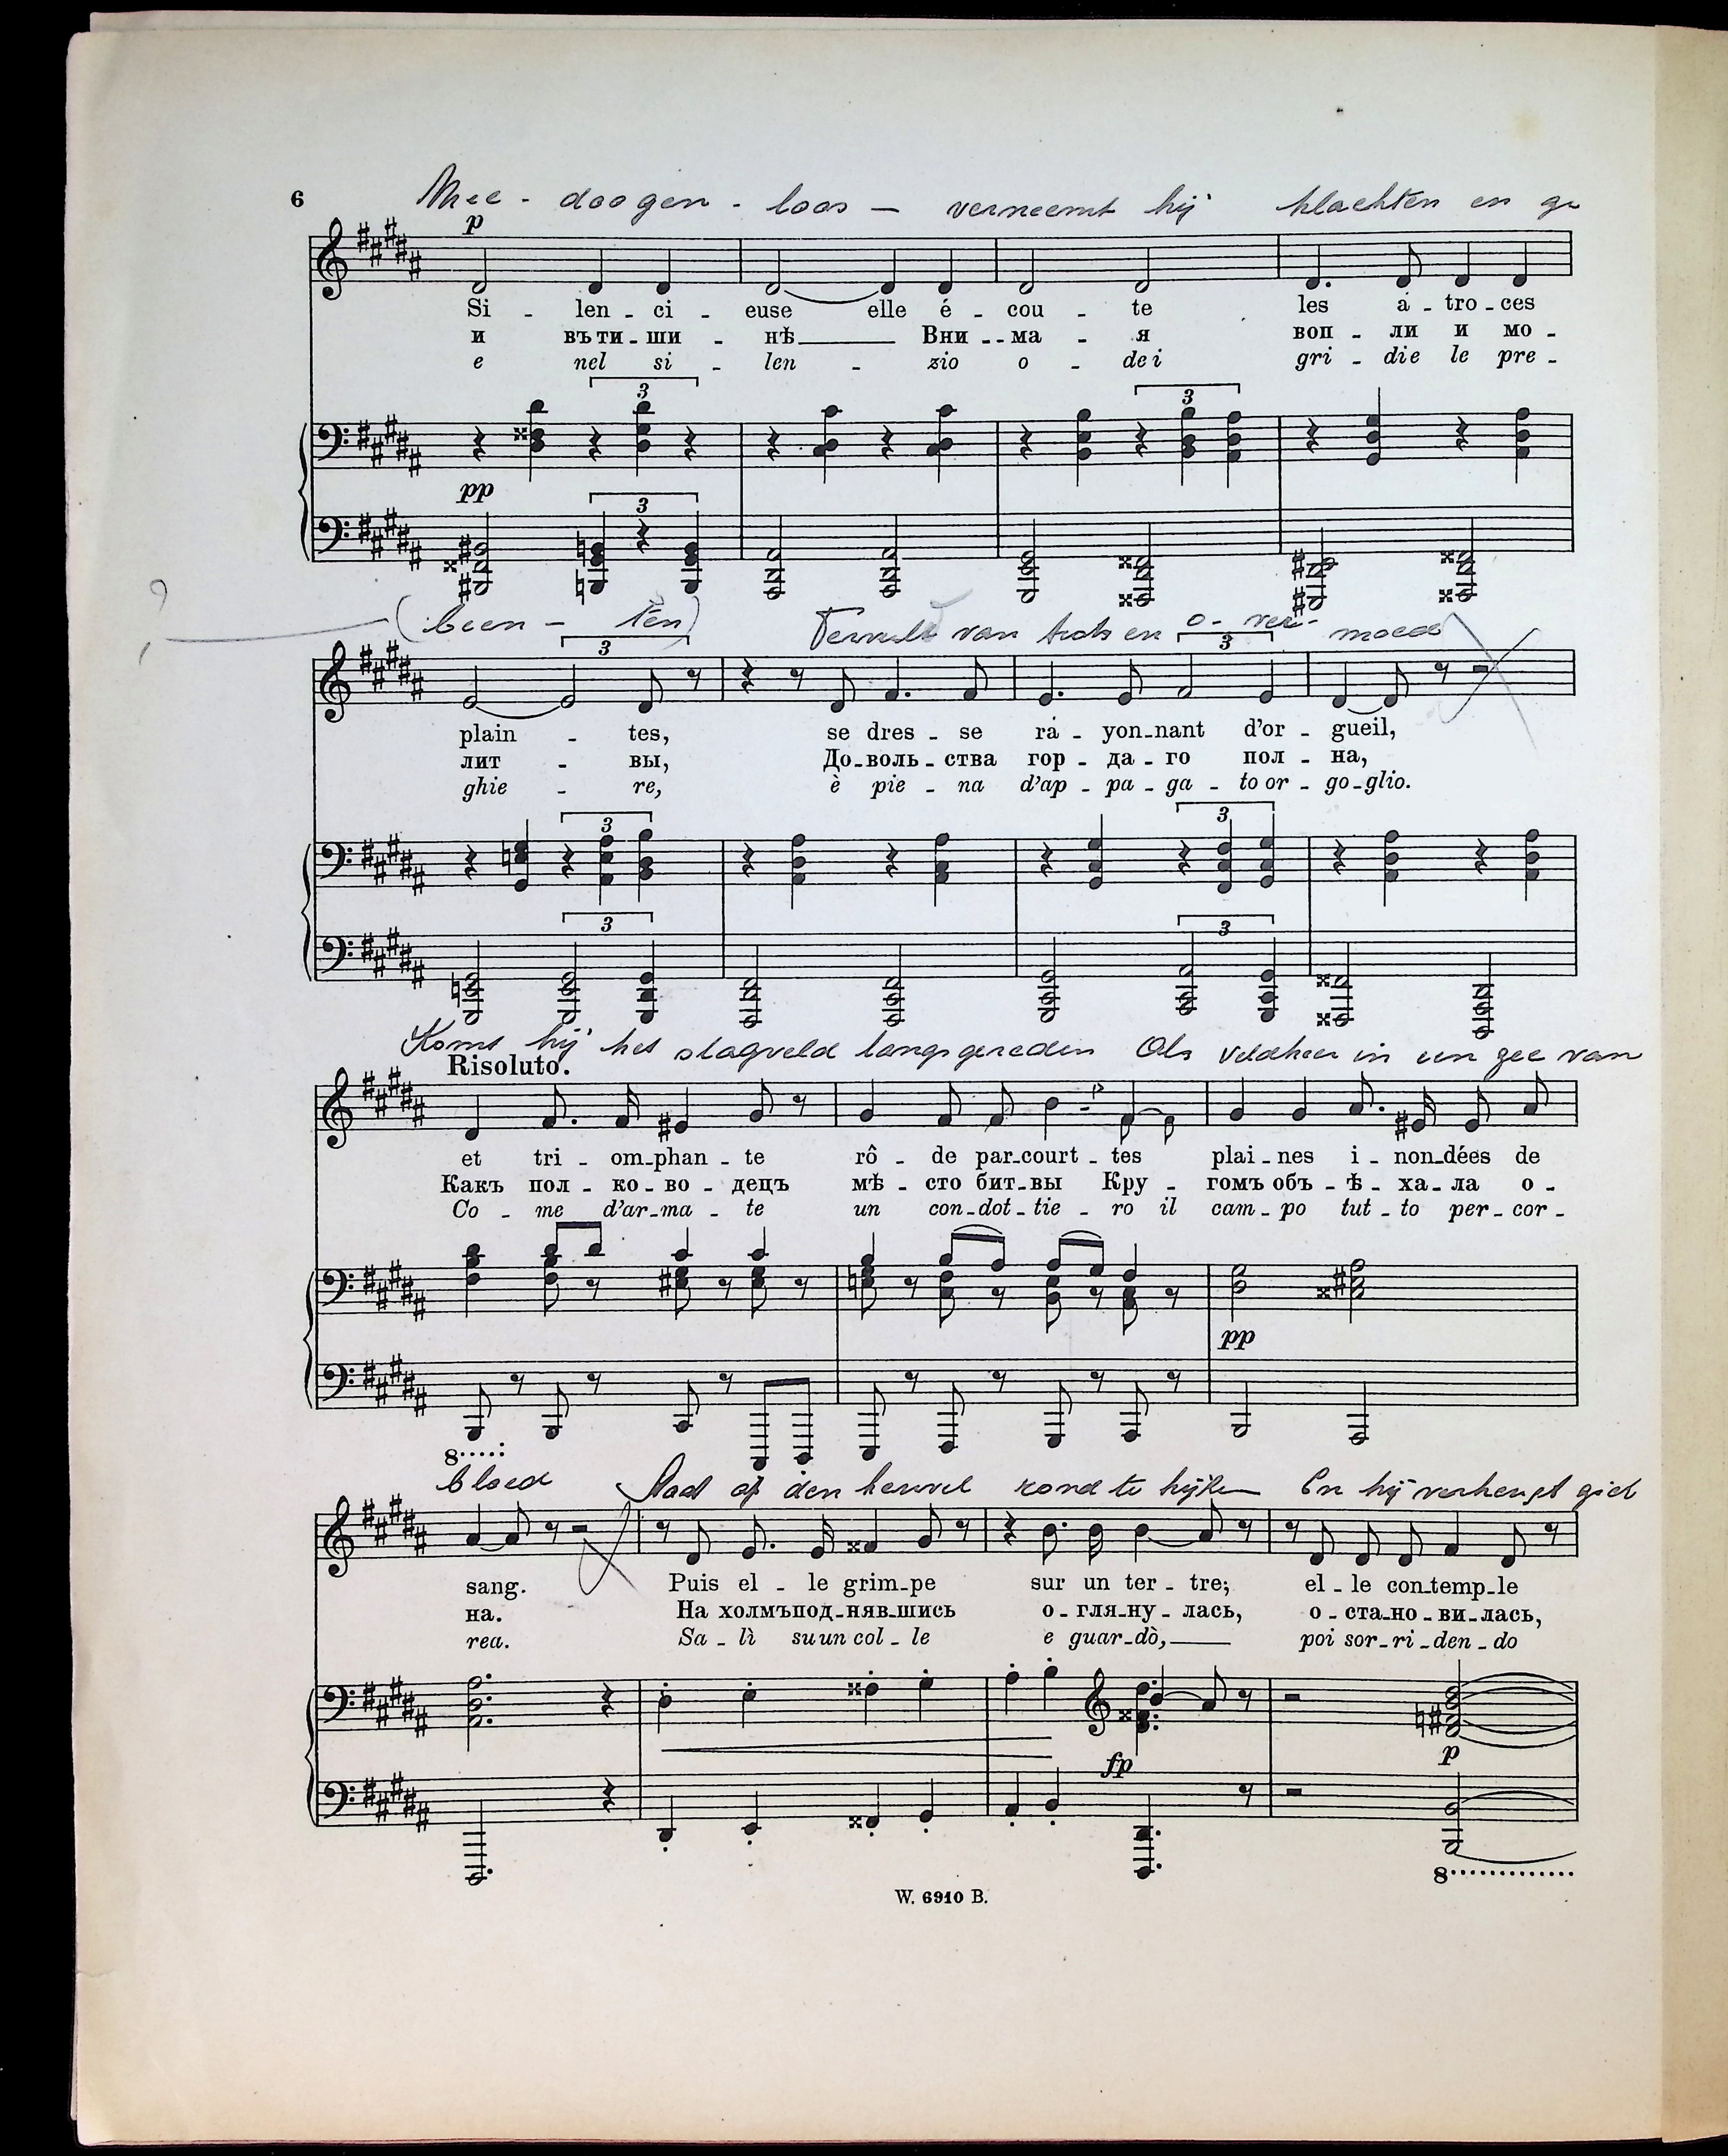 6
Mee - doogen - loos — verneemt hij klachten en ge
p
Si - len - ci - euse elle é - cou - te les a - tro - ces
и въ ти - ши - нѣ Вни - ма - я воп - ли и мо -
e nel si - len - zio o - dei gri - die le pre -
3 3
pp
3
?
(been - ten) Vervuld van trots en o - ver - moed
3 3
plain - tes, se dres - se ra - yon - nant d'or - gueil,
лит - вы, До - воль - ства гор - да - го пол - на,
ghie - re, è pie - na d'ap - pa - ga - to or - go - glio.
3 3
3 3
Komt hij het slagveld langs gereden Als veldheer in een zee van
Risoluto.
et tri - om - phan - te rô - de par - court - tes plai - nes i - non - dées de
Какъ пол - ко - во - децъ мѣ - сто бит - вы Кру - гомъ объ - ѣ - ха - ла о -
Co - me d'ar - ma - te un con - dot - tie - ro il cam - po tut - to per - cor -
pp
8
bloed Staat op den heuvel rond te kijken En hij verheugt
sang. Puis el - le grim - pe sur un ter - tre; el - le con - temp - le
на. На холмъ под - няв - шись о - гля - ну - лась, о - ста - но - ви - лась,
rea. Sa - lì su un col - le e guar - dò, poi sor - ri - den - do
fp p
8
W. 6910 B.